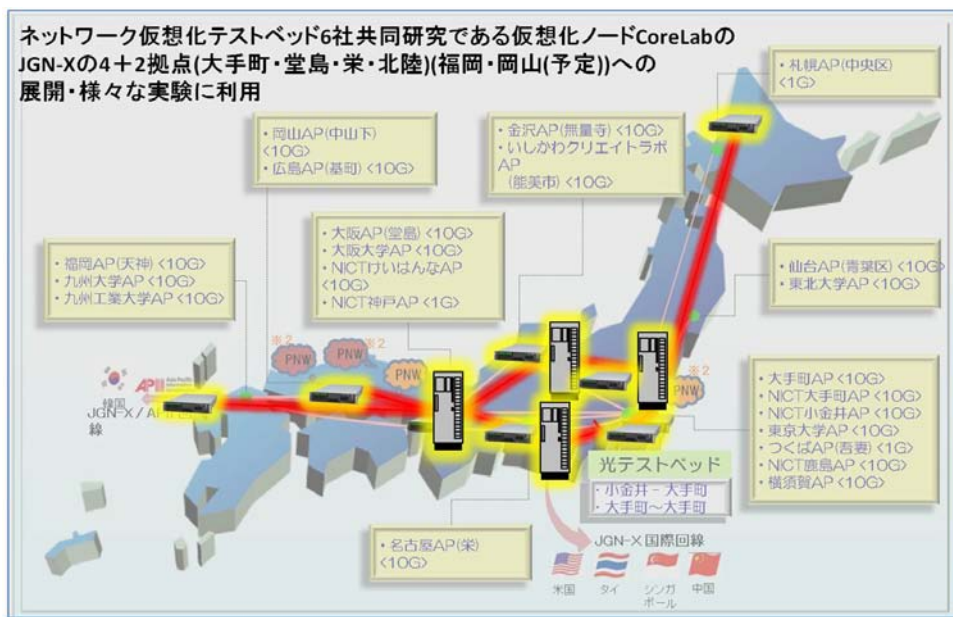 ネットワーク仮想化テストベッド6社共同研究である仮想化ノードCoreLabの
JGN-Xの4＋2拠点(大手町・堂島・栄・北陸)(福岡・岡山(予定))への
展開・様々な実験に利用
・札幌AP(中央区)
<1G>
・岡山AP(中山下)
<10G>
・広島AP(基町) <10G>
・金沢AP(無量寺) <10G>
・いしかわクリエイトラボ
AP
(能美市) <10G>
・大阪AP(堂島) <10G>
・大阪大学AP <10G>
・NICTけいはんなAP
<10G>
・NICT神戸AP <1G>
・福岡AP(天神) <10G>
・九州大学AP <10G>
・九州工業大学AP <10G>
・仙台AP(青葉区) <10G>
・東北大学AP <10G>
※2
PNW
PNW
※2
PNW
※2
PNW
韓国
APII
JGN-X / APII
線
・大手町AP <10G>
・NICT大手町AP <10G>
・NICT小金井AP <10G>
・東京大学AP <10G>
・つくばAP(吾妻) <1G>
・NICT鹿島AP <10G>
・横須賀AP <10G>
光テストベッド
・小金井 – 大手町
・大手町～大手町
・名古屋AP(栄)
<10G>
JGN-X 国際回線
米国
タイ
シンガ
ポール
中国